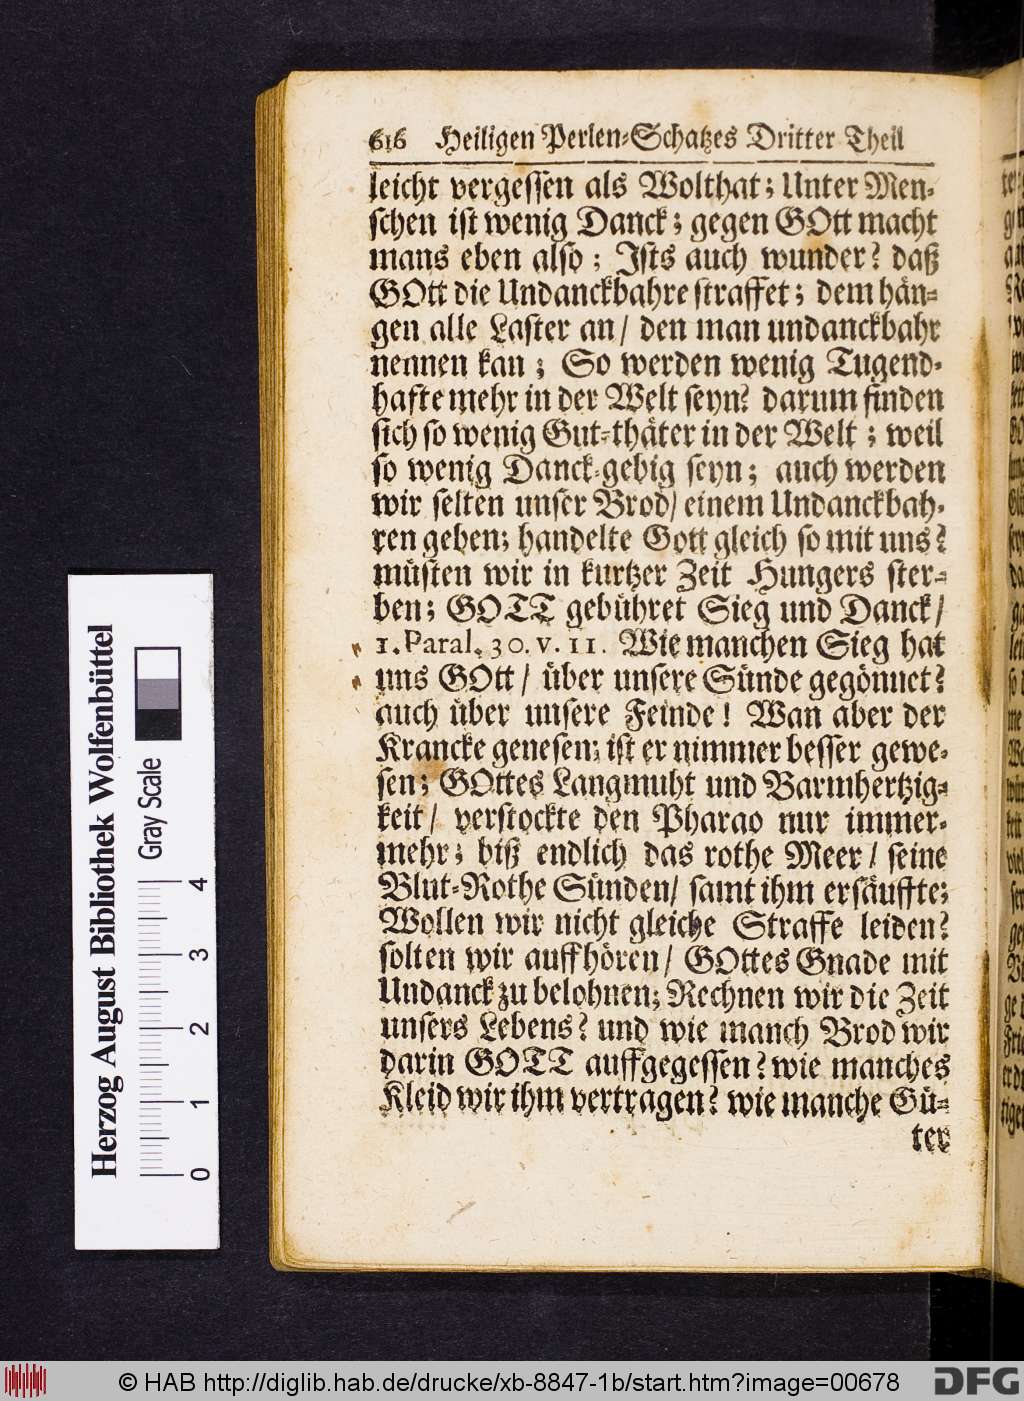 616 Heiligen Perlen-Schatzes Dritter Theil
leicht vergessen als Wolthat; Unter Men-
schen ist wenig Danck; gegen GOtt macht
mans eben also; Ists auch wunder? daß
GOtt die Undanckbahre straffet; dem hän-
gen alle Laster an/ den man undanckbahr
nennen kan; So werden wenig Tugend-
hafte mehr in der Welt seyn? darum finden
sich so wenig Gut-thäter in der Welt; weil
so wenig Danck-gebig seyn; auch werden
wir selten unser Brod/ einem Undanckbah-
ren geben; handelte Gott gleich so mit uns?
müsten wir in kurtzer Zeit Hungers ster-
ben; GOTT gebühret Sieg und Danck/
1. Paral. 30. v. 11. Wie manchen Sieg hat
uns GOtt/ über unsere Sünde gegönnet?
auch über unsere Feinde! Wan aber der
Krancke genesen; ist er nimmer besser gewe-
sen; GOttes Langmuht und Barmhertzig-
keit/ verstockte den Pharao nur immer-
mehr; biß endlich das rothe Meer/ seine
Blut-Rothe Sünden/ samt ihm ersäuffte;
Wollen wir nicht gleiche Straffe leiden?
solten wir auffhören/ GOttes Gnade mit
Undanck zu belohnen; Rechnen wir die Zeit
unsers Lebens? und wie manch Brod wir
darin GOTT auffgegessen? wie manches
Kleid wir ihm vertragen? wie manche Gü-
ter
Herzog August Bibliothek Wolfenbüttel
Gray Scale
0 1 2 3 4
© HAB http://diglib.hab.de/drucke/xb-8847-1b/start.htm?image=00678
DFG